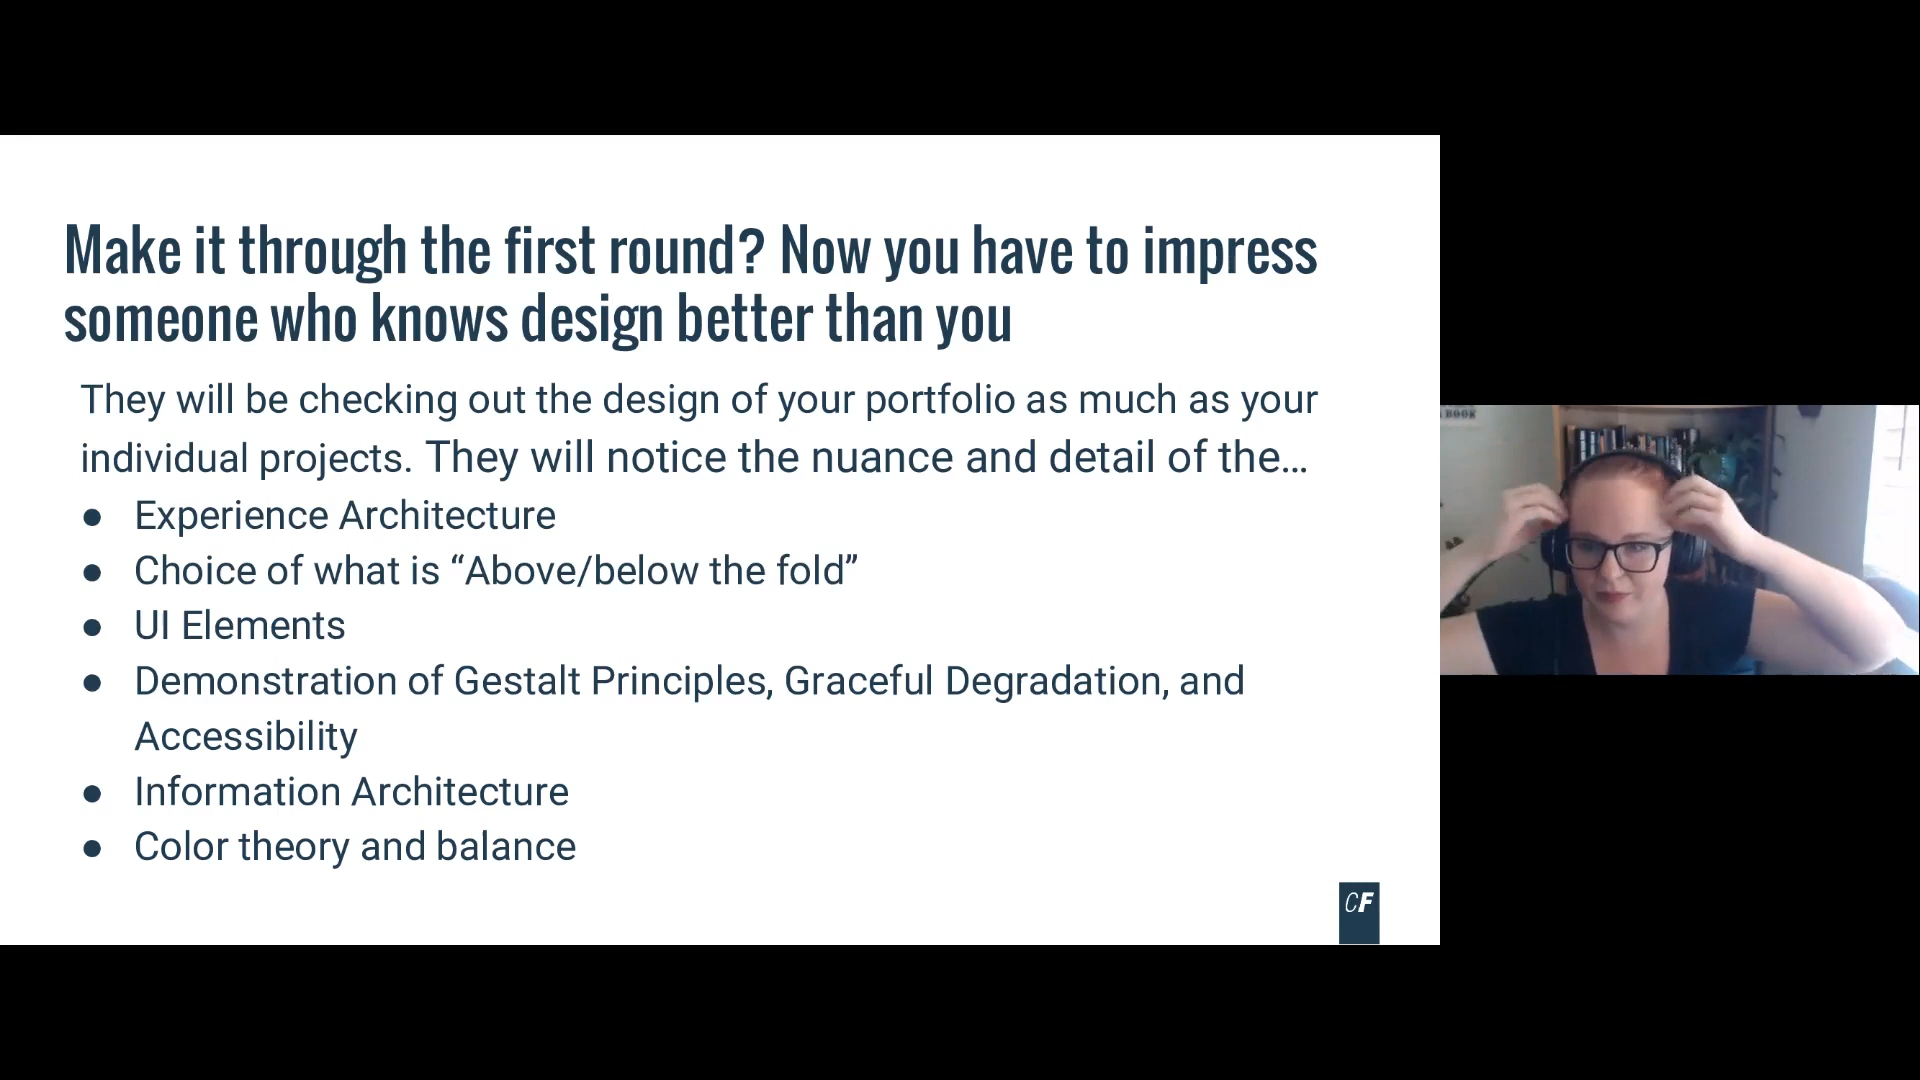 Make it through the first round? Now you have to impress
someone who knows design better than you
They will be checking out the design of your portfolio as much as your
individual projects. They will notice the nuance and detail of the...
● Experience Architecture
● Choice of what is “Above/below the fold”
● UI Elements
● Demonstration of Gestalt Principles, Graceful Degradation, and
Accessibility
● Information Architecture
● Color theory and balance
CF
BOOK